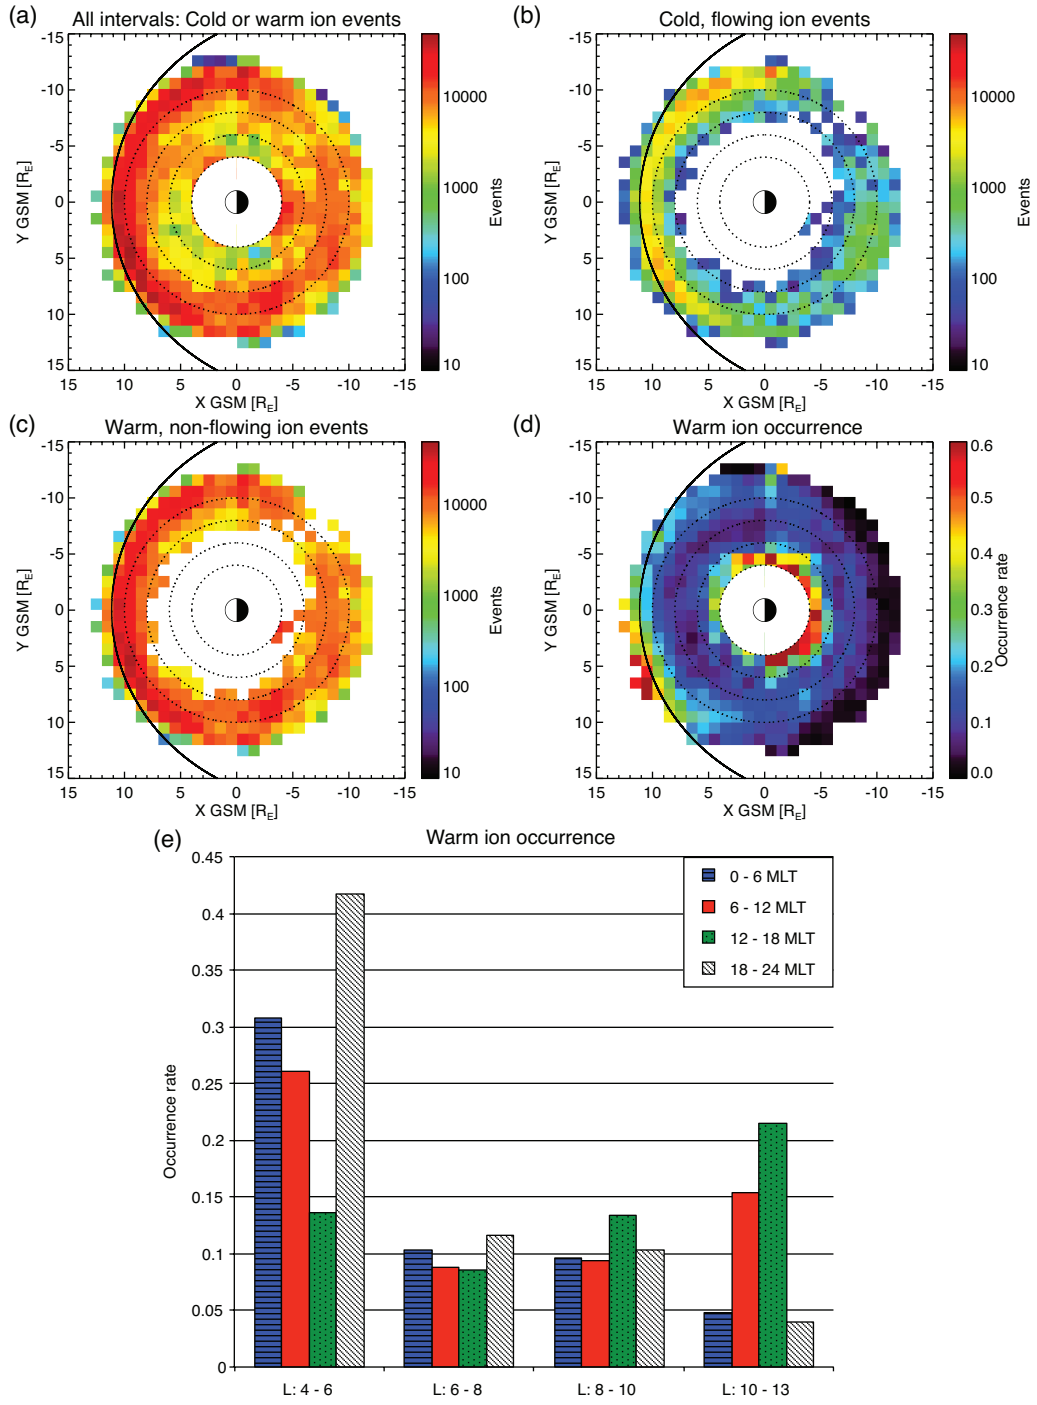 (a) All intervals: Cold or warm ion events
-15
-10
-5
0
5
10
15
Y GSM [RE]
15 10 5 0 -5 -10 -15
X GSM [RE]
10000
1000
100
10
Events
(b) Cold, flowing ion events
-15
-10
-5
0
5
10
15
Y GSM [RE]
15 10 5 0 -5 -10 -15
X GSM [RE]
10000
1000
100
10
Events
(c) Warm, non-flowing ion events
-15
-10
-5
0
5
10
15
Y GSM [RE]
15 10 5 0 -5 -10 -15
X GSM [RE]
10000
1000
100
10
Events
(d) Warm ion occurrence
-15
-10
-5
0
5
10
15
Y GSM [RE]
15 10 5 0 -5 -10 -15
X GSM [RE]
0.6
0.5
0.4
0.3
0.2
0.1
0.0
Occurrence rate
(e) Warm ion occurrence
0.45
0.4
0.35
0.3
0.25
0.2
0.15
0.1
0.05
0
Occurrence rate
0 - 6 MLT
6 - 12 MLT
12 - 18 MLT
18 - 24 MLT
L: 4 - 6 L: 6 - 8 L: 8 - 10 L: 10 - 13